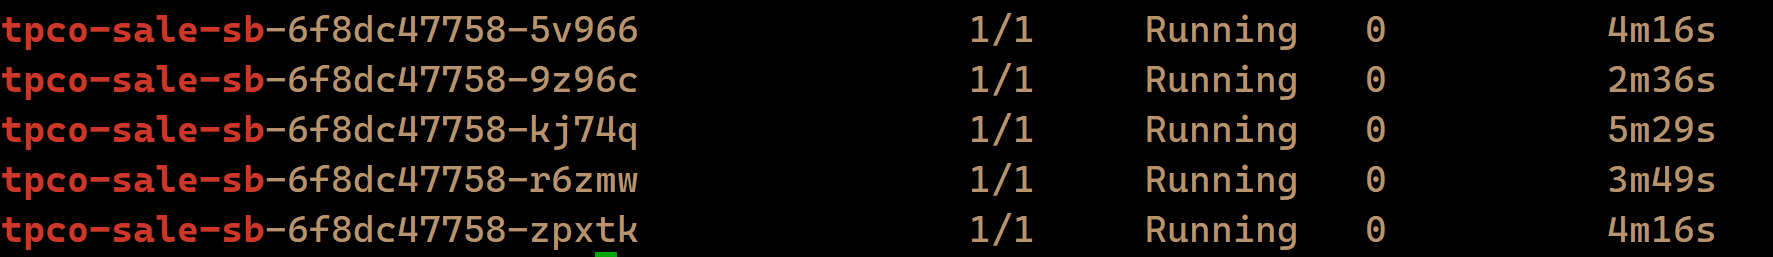 tpco-sale-sb-6f8dc47758-5v966 1/1 Running 0 4m16s
tpco-sale-sb-6f8dc47758-9z96c 1/1 Running 0 2m36s
tpco-sale-sb-6f8dc47758-kj74q 1/1 Running 0 5m29s
tpco-sale-sb-6f8dc47758-r6zmw 1/1 Running 0 3m49s
tpco-sale-sb-6f8dc47758-zpxtk 1/1 Running 0 4m16s